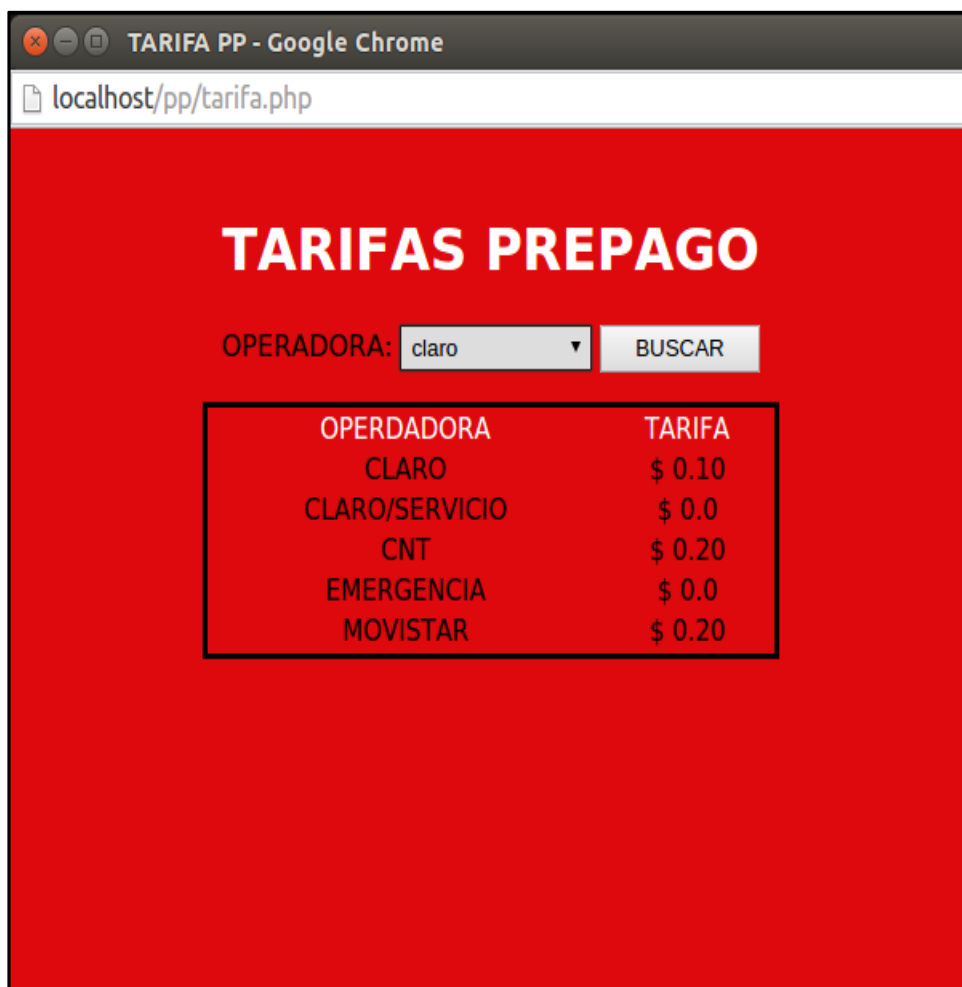 TARIFA PP - Google Chrome
localhost/pp/tarifa.php
TARIFAS PREPAGO
OPERADORA: claro BUSCAR
OPERDADORA TARIFA
CLARO $ 0.10
CLARO/SERVICIO $ 0.0
CNT $ 0.20
EMERGENCIA $ 0.0
MOVISTAR $ 0.20